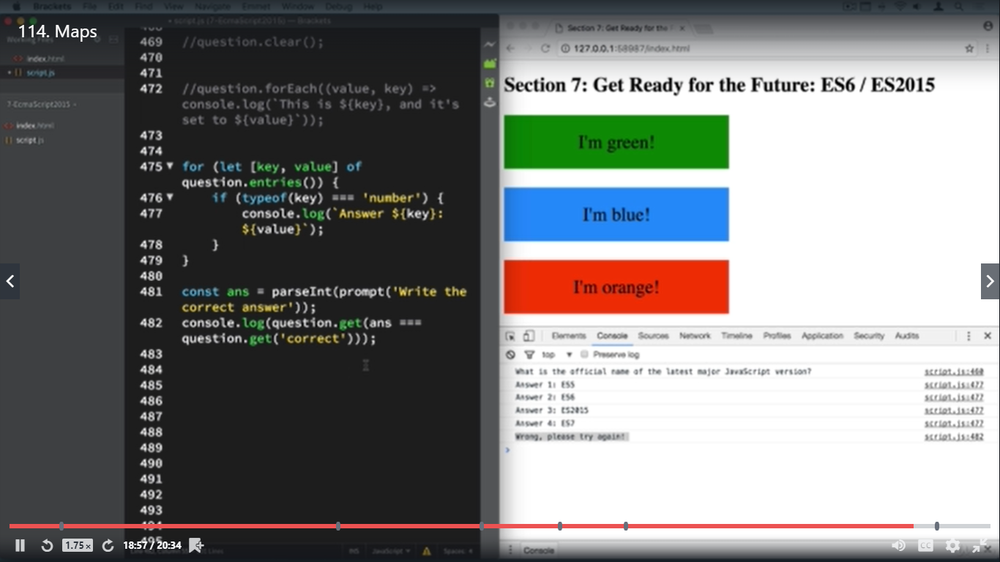 Brackets File Edit Find View Navigate Emmet Window Debug Help
114. Maps
script.js (7-EcmaScript2015) — Brackets
Working Files
index.html
script.js
7-EcmaScript2015
index.html
script.js
469 //question.clear();
470
471
472 //question.forEach((value, key) =>
console.log(`This is ${key}, and it's
set to ${value}`));
473
474
475 for (let [key, value] of
question.entries()) {
476 if (typeof(key) === 'number') {
477 console.log(`Answer ${key}:
${value}`);
478 }
479 }
480
481 const ans = parseInt(prompt('Write the
correct answer'));
482 console.log(question.get(ans ===
question.get('correct')));
483
484
485
486
487
488
489
490
491
492
493
494
495
Section 7: Get Ready for the F
127.0.0.1:58987/index.html
Section 7: Get Ready for the Future: ES6 / ES2015
I'm green!
I'm blue!
I'm orange!
Elements Console Sources Network Timeline Profiles Application Security Audits
top Preserve log
What is the official name of the latest major JavaScript version? script.js:460
Answer 1: ES5 script.js:477
Answer 2: ES6 script.js:477
Answer 3: ES2015 script.js:477
Answer 4: ES7 script.js:477
Wrong, please try again! script.js:482
Console
1.75x 18:57 / 20:34
INS JavaScript Spaces: 4
CC